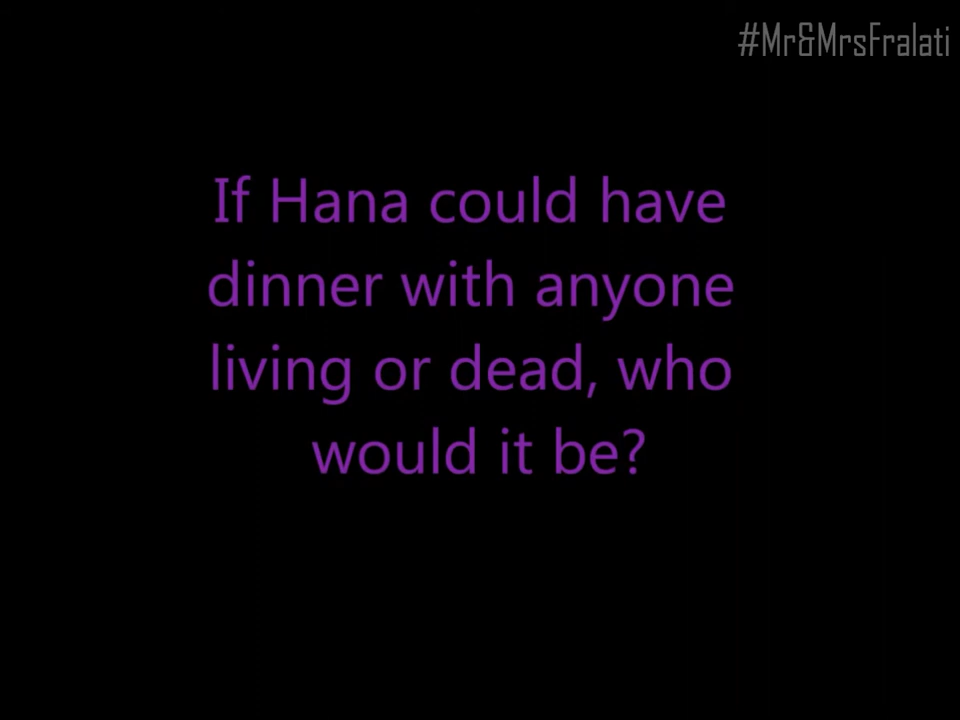 #Mr&MrsFralati
If Hana could have
dinner with anyone
living or dead, who
would it be?